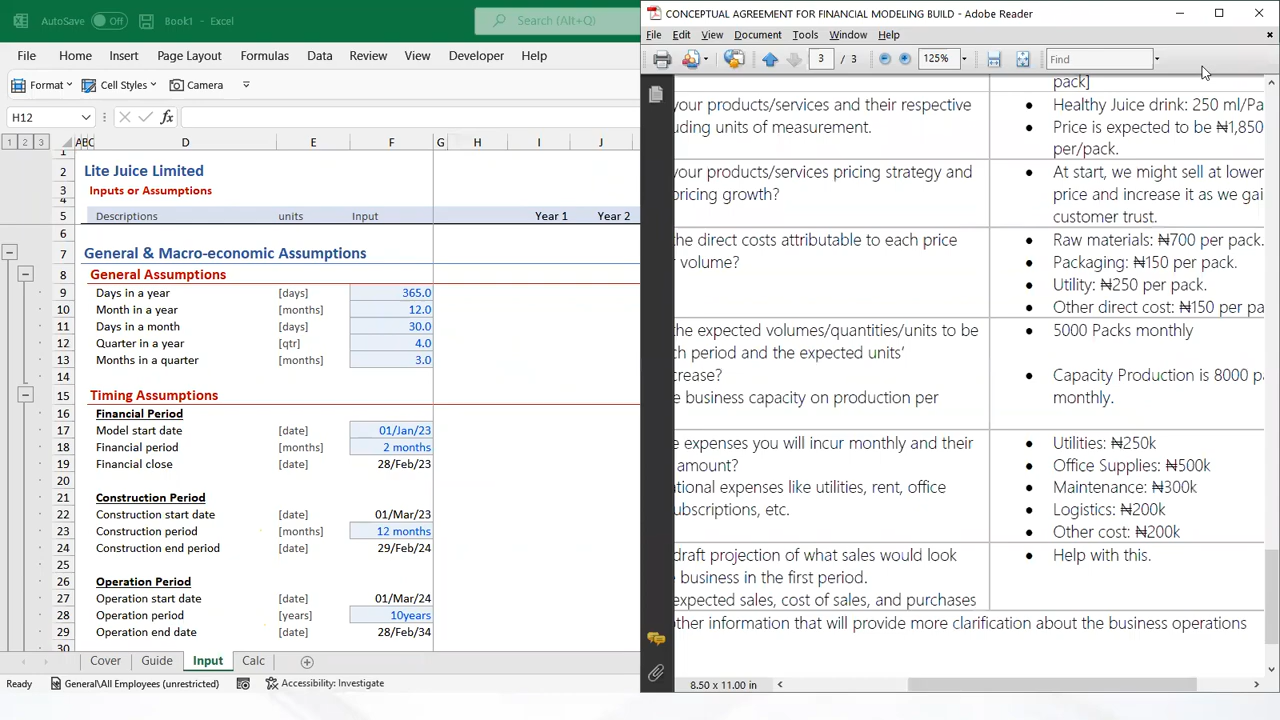 AutoSave Off Book1 - Excel Search (Alt+Q)
File Home Insert Page Layout Formulas Data Review View Developer Help
Format Cell Styles Camera
H12 fx
1 2 3 A B C D E F G H I J
1
2 Lite Juice Limited
3 Inputs or Assumptions
4
5 Descriptions units Input Year 1 Year 2
6
7 General & Macro-economic Assumptions
8 General Assumptions
9 Days in a year [days] 365.0
10 Month in a year [months] 12.0
11 Days in a month [days] 30.0
12 Quarter in a year [qtr] 4.0
13 Months in a quarter [months] 3.0
14
15 Timing Assumptions
16 Financial Period
17 Model start date [date] 01/Jan/23
18 Financial period [months] 2 months
19 Financial close [date] 28/Feb/23
20
21 Construction Period
22 Construction start date [date] 01/Mar/23
23 Construction period [months] 12 months
24 Construction end period [date] 29/Feb/24
25
26 Operation Period
27 Operation start date [date] 01/Mar/24
28 Operation period [years] 10years
29 Operation end date [date] 28/Feb/34
30
Cover Guide Input Calc
Ready General\All Employees (unrestricted) Accessibility: Investigate
CONCEPTUAL AGREEMENT FOR FINANCIAL MODELING BUILD - Adobe Reader
File Edit View Document Tools Window Help
3 / 3 125% Find
pack]
your products/services and their respective
uding units of measurement.
• Healthy Juice drink: 250 ml/Pa
• Price is expected to be ₦1,850
per/pack.
your products/services pricing strategy and
pricing growth?
• At start, we might sell at lower
price and increase it as we gai
customer trust.
the direct costs attributable to each price
r volume?
• Raw materials: ₦700 per pack.
• Packaging: ₦150 per pack.
• Utility: ₦250 per pack.
• Other direct cost: ₦150 per pa
the expected volumes/quantities/units to be
ch period and the expected units’
crease?
e business capacity on production per
• 5000 Packs monthly
• Capacity Production is 8000 pa
monthly.
e expenses you will incur monthly and their
amount?
ational expenses like utilities, rent, office
ubscriptions, etc.
• Utilities: ₦250k
• Office Supplies: ₦500k
• Maintenance: ₦300k
• Logistics: ₦200k
• Other cost: ₦200k
draft projection of what sales would look
e business in the first period.
expected sales, cost of sales, and purchases
• Help with this.
other information that will provide more clarification about the business operations
8.50 x 11.00 in